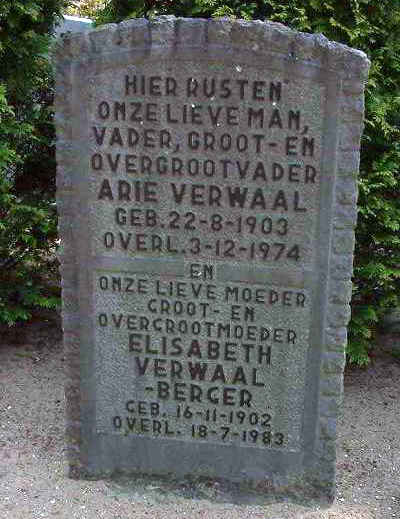 HIER RUSTEN
ONZE LIEVE MAN,
VADER, GROOT- EN
OVERGROOTVADER
ARIE VERWAAL
GEB. 22-8-1903
OVERL. 3-12-1974
EN
ONZE LIEVE MOEDER
GROOT- EN
OVERGROOTMOEDER
ELISABETH
VERWAAL
-BERGER
GEB. 16-11-1902
OVERL. 18-7-1983